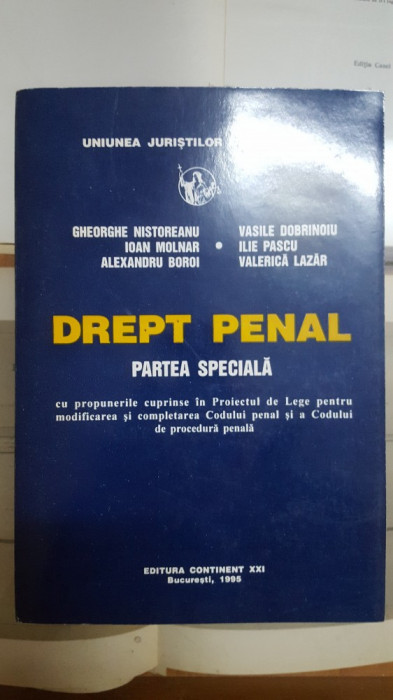 Ediția Canof
UNIUNEA JURIȘTILOR
GHEORGHE NISTOREANU VASILE DOBRINOIU
IOAN MOLNAR • ILIE PASCU
ALEXANDRU BOROI VALERICĂ LAZĂR
DREPT PENAL
PARTEA SPECIALĂ
cu propunerile cuprinse în Proiectul de Lege pentru
modificarea și completarea Codului penal și a Codului
de procedură penală
EDITURA CONTINENT XXI
București, 1995